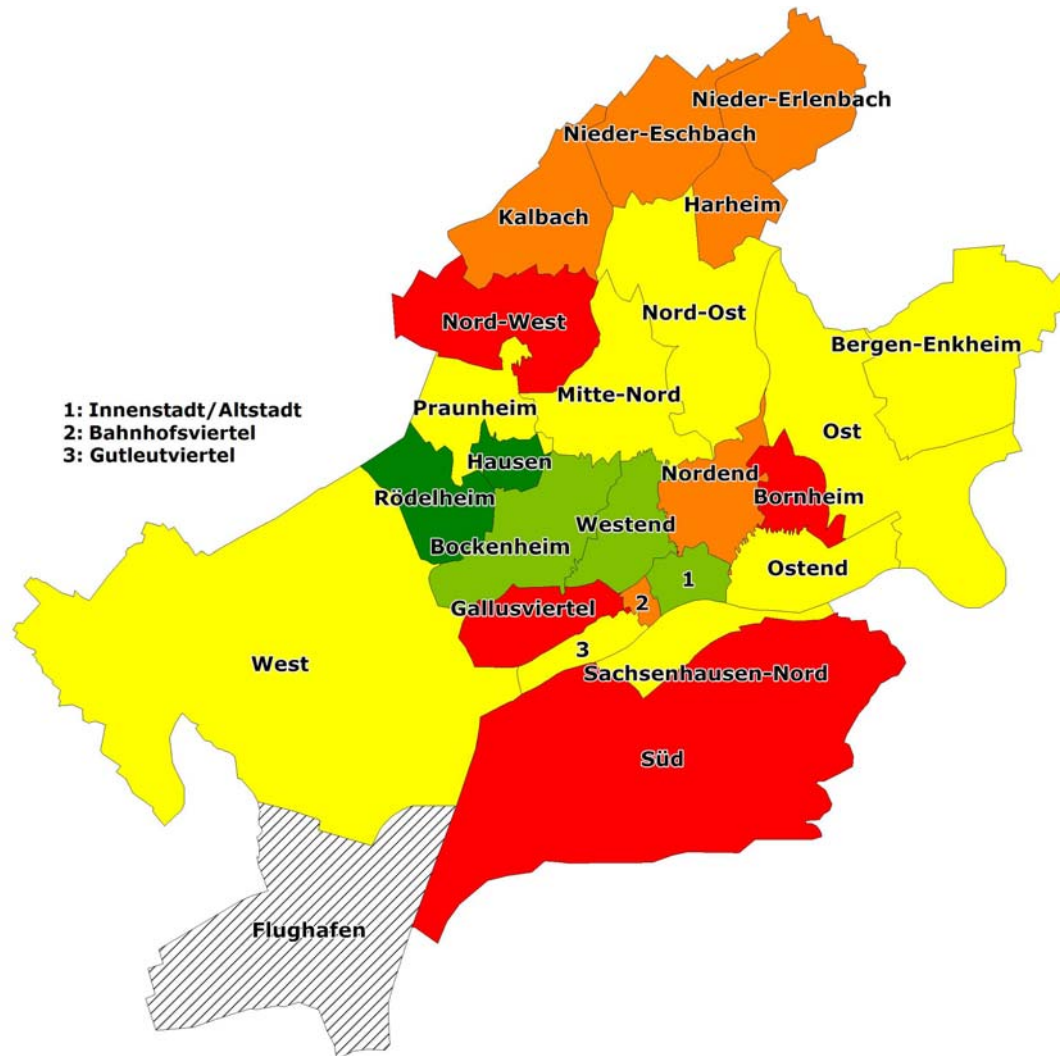 Nieder-Erlenbach
Nieder-Eschbach
Harheim
Kalbach
Nord-Ost
Nord-West
Bergen-Enkheim
Mitte-Nord
1: Innenstadt/Altstadt
2: Bahnhofsviertel
3: Gutleutviertel
Praunheim
Ost
Hausen
Nordend
Rödelheim
Bornheim
Westend
Bockenheim
Ostend
1
2
Gallusviertel
3
West
Sachsenhausen-Nord
Süd
Flughafen